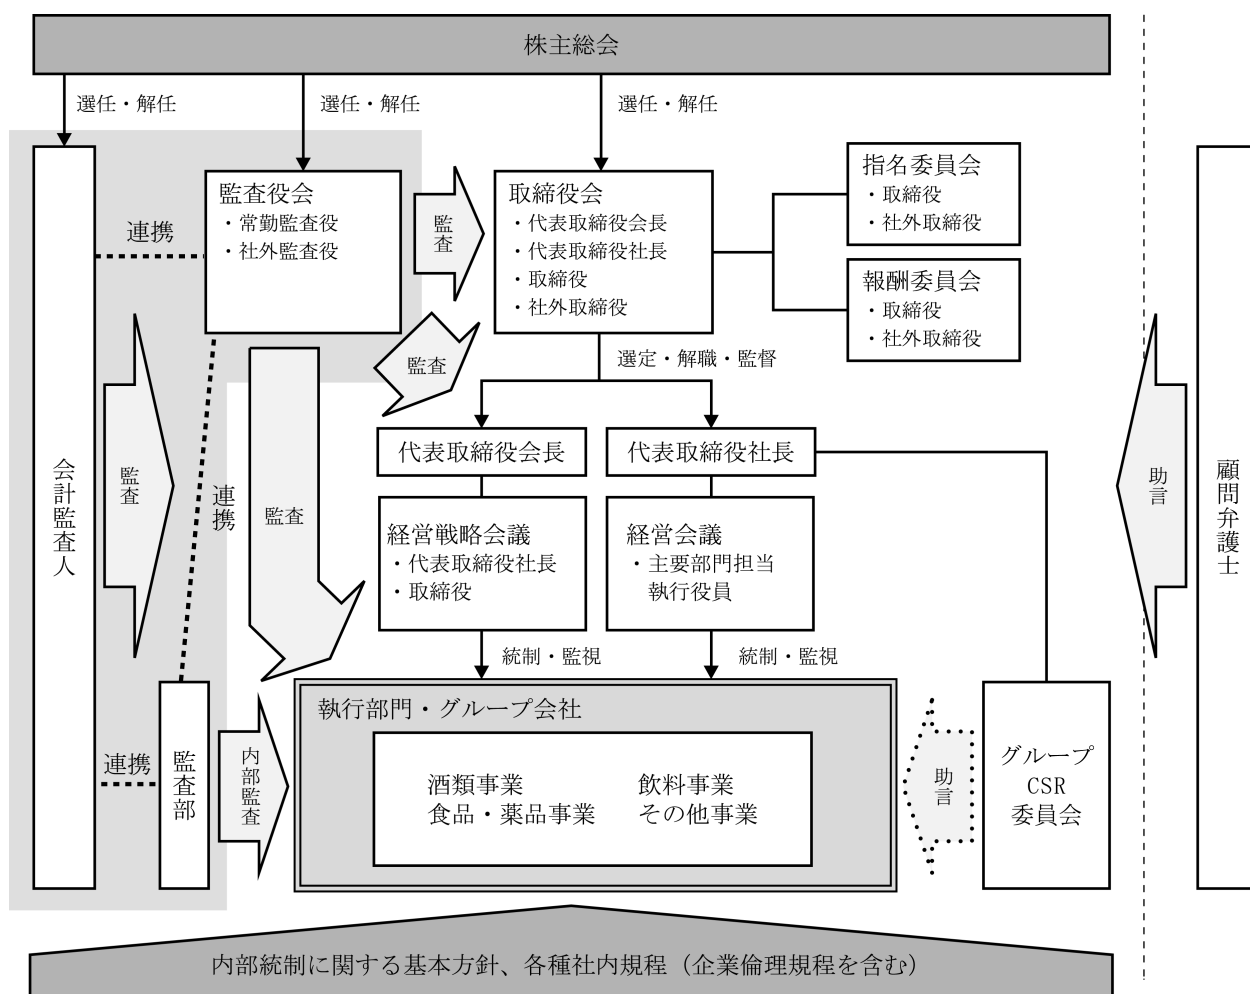 株主総会
選任・解任
選任・解任
選任・解任
監査役会
・常勤監査役
・社外監査役
連携
監査
取締役会
・代表取締役会長
・代表取締役社長
・取締役
・社外取締役
指名委員会
・取締役
・社外取締役
報酬委員会
・取締役
・社外取締役
監査
選定・解職・監督
代表取締役会長
代表取締役社長
会計監査人
監査
連携
監査
経営戦略会議
・代表取締役社長
・取締役
経営会議
・主要部門担当
執行役員
助言
顧問弁護士
統制・監視
統制・監視
連携
監査部
内部監査
執行部門・グループ会社
酒類事業
飲料事業
食品・薬品事業
その他事業
助言
グループ
CSR
委員会
内部統制に関する基本方針、各種社内規程（企業倫理規程を含む）